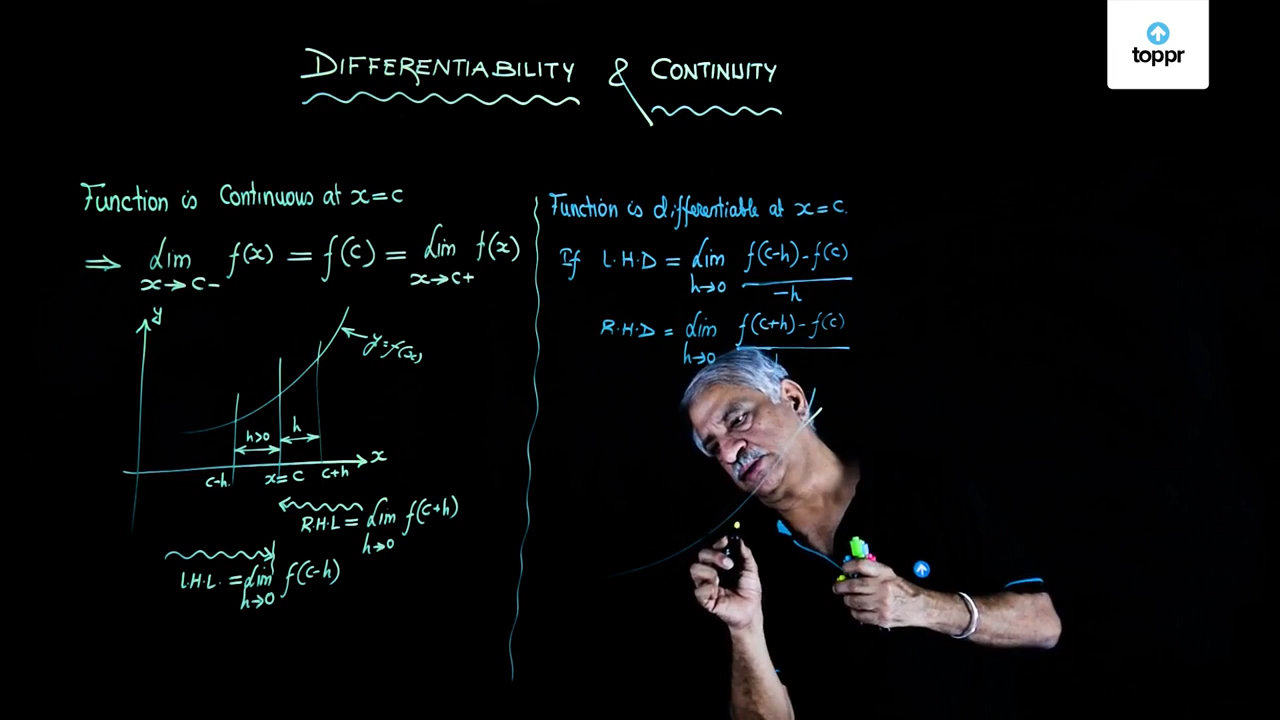 toppr
DIFFERENTIABILITY & CONTINUITY
Function is Continuous at x=c
⇒ lim x→c- f(x) = f(c) = lim x→c+ f(x)
y
y=f(x)
h>0 h
x
c-h. x=c c+h
R.H.L = lim h→0 f(c+h)
L.H.L. = lim h→0 f(c-h)
Function is differentiable at x=c.
If L.H.D = lim h→0 f(c-h)-f(c) / -h
R.H.D = lim h→0 f(c+h)-f(c)